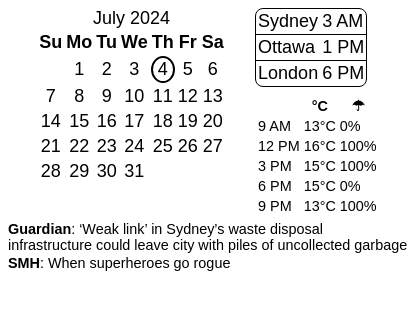 July 2024
Su Mo Tu We Th Fr Sa
1 2 3 4 5 6
7 8 9 10 11 12 13
14 15 16 17 18 19 20
21 22 23 24 25 26 27
28 29 30 31
Sydney 3 AM
Ottawa 1 PM
London 6 PM
°C ☂
9 AM 13°C 0%
12 PM 16°C 100%
3 PM 15°C 100%
6 PM 15°C 0%
9 PM 13°C 100%
Guardian: ‘Weak link’ in Sydney’s waste disposal
infrastructure could leave city with piles of uncollected garbage
SMH: When superheroes go rogue